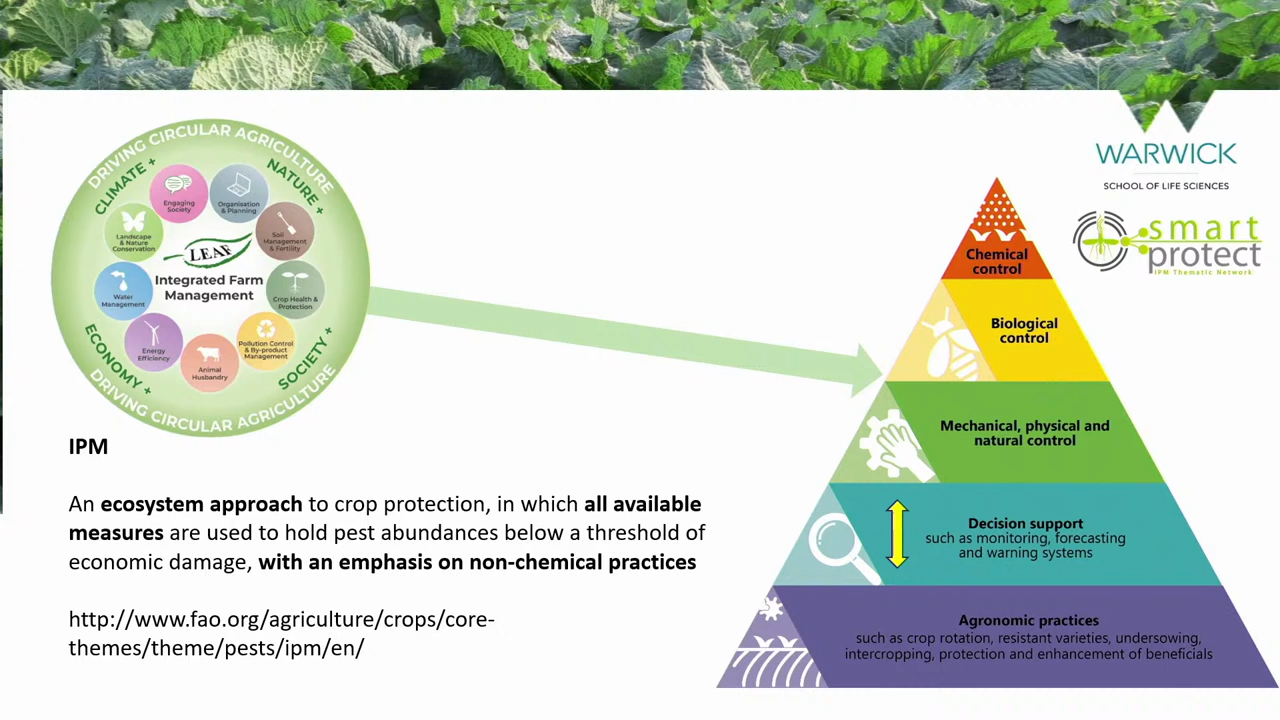 DRIVING CIRCULAR AGRICULTURE
CLIMATE +
NATURE +
Engaging
Society
Organisation
& Planning
Landscape
& Nature
Conservation
Soil
Management
& Fertility
LEAF
Integrated Farm
Management
Water
Management
Crop Health &
Protection
Energy
Efficiency
Pollution Control
& By-product
Management
Animal
Husbandry
ECONOMY +
SOCIETY +
DRIVING CIRCULAR AGRICULTURE
IPM
An ecosystem approach to crop protection, in which all available
measures are used to hold pest abundances below a threshold of
economic damage, with an emphasis on non-chemical practices
http://www.fao.org/agriculture/crops/core-
themes/theme/pests/ipm/en/
WARWICK
SCHOOL OF LIFE SCIENCES
smart
protect
IPM Thematic Network
Chemical
control
Biological
control
Mechanical, physical and
natural control
Decision support
such as monitoring, forecasting
and warning systems
Agronomic practices
such as crop rotation, resistant varieties, undersowing,
intercropping, protection and enhancement of beneficials